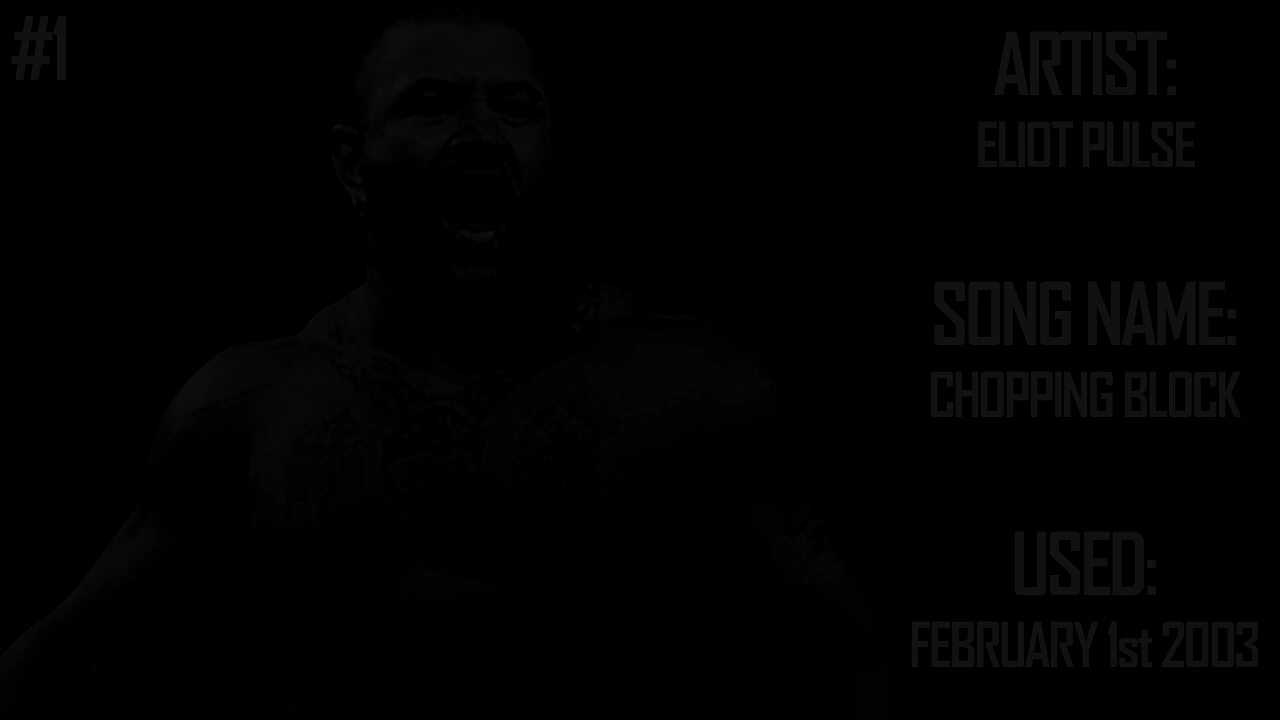 #1
ARTIST:
ELIOT PULSE
SONG NAME:
CHOPPING BLOCK
USED:
FEBRUARY 1st 2003